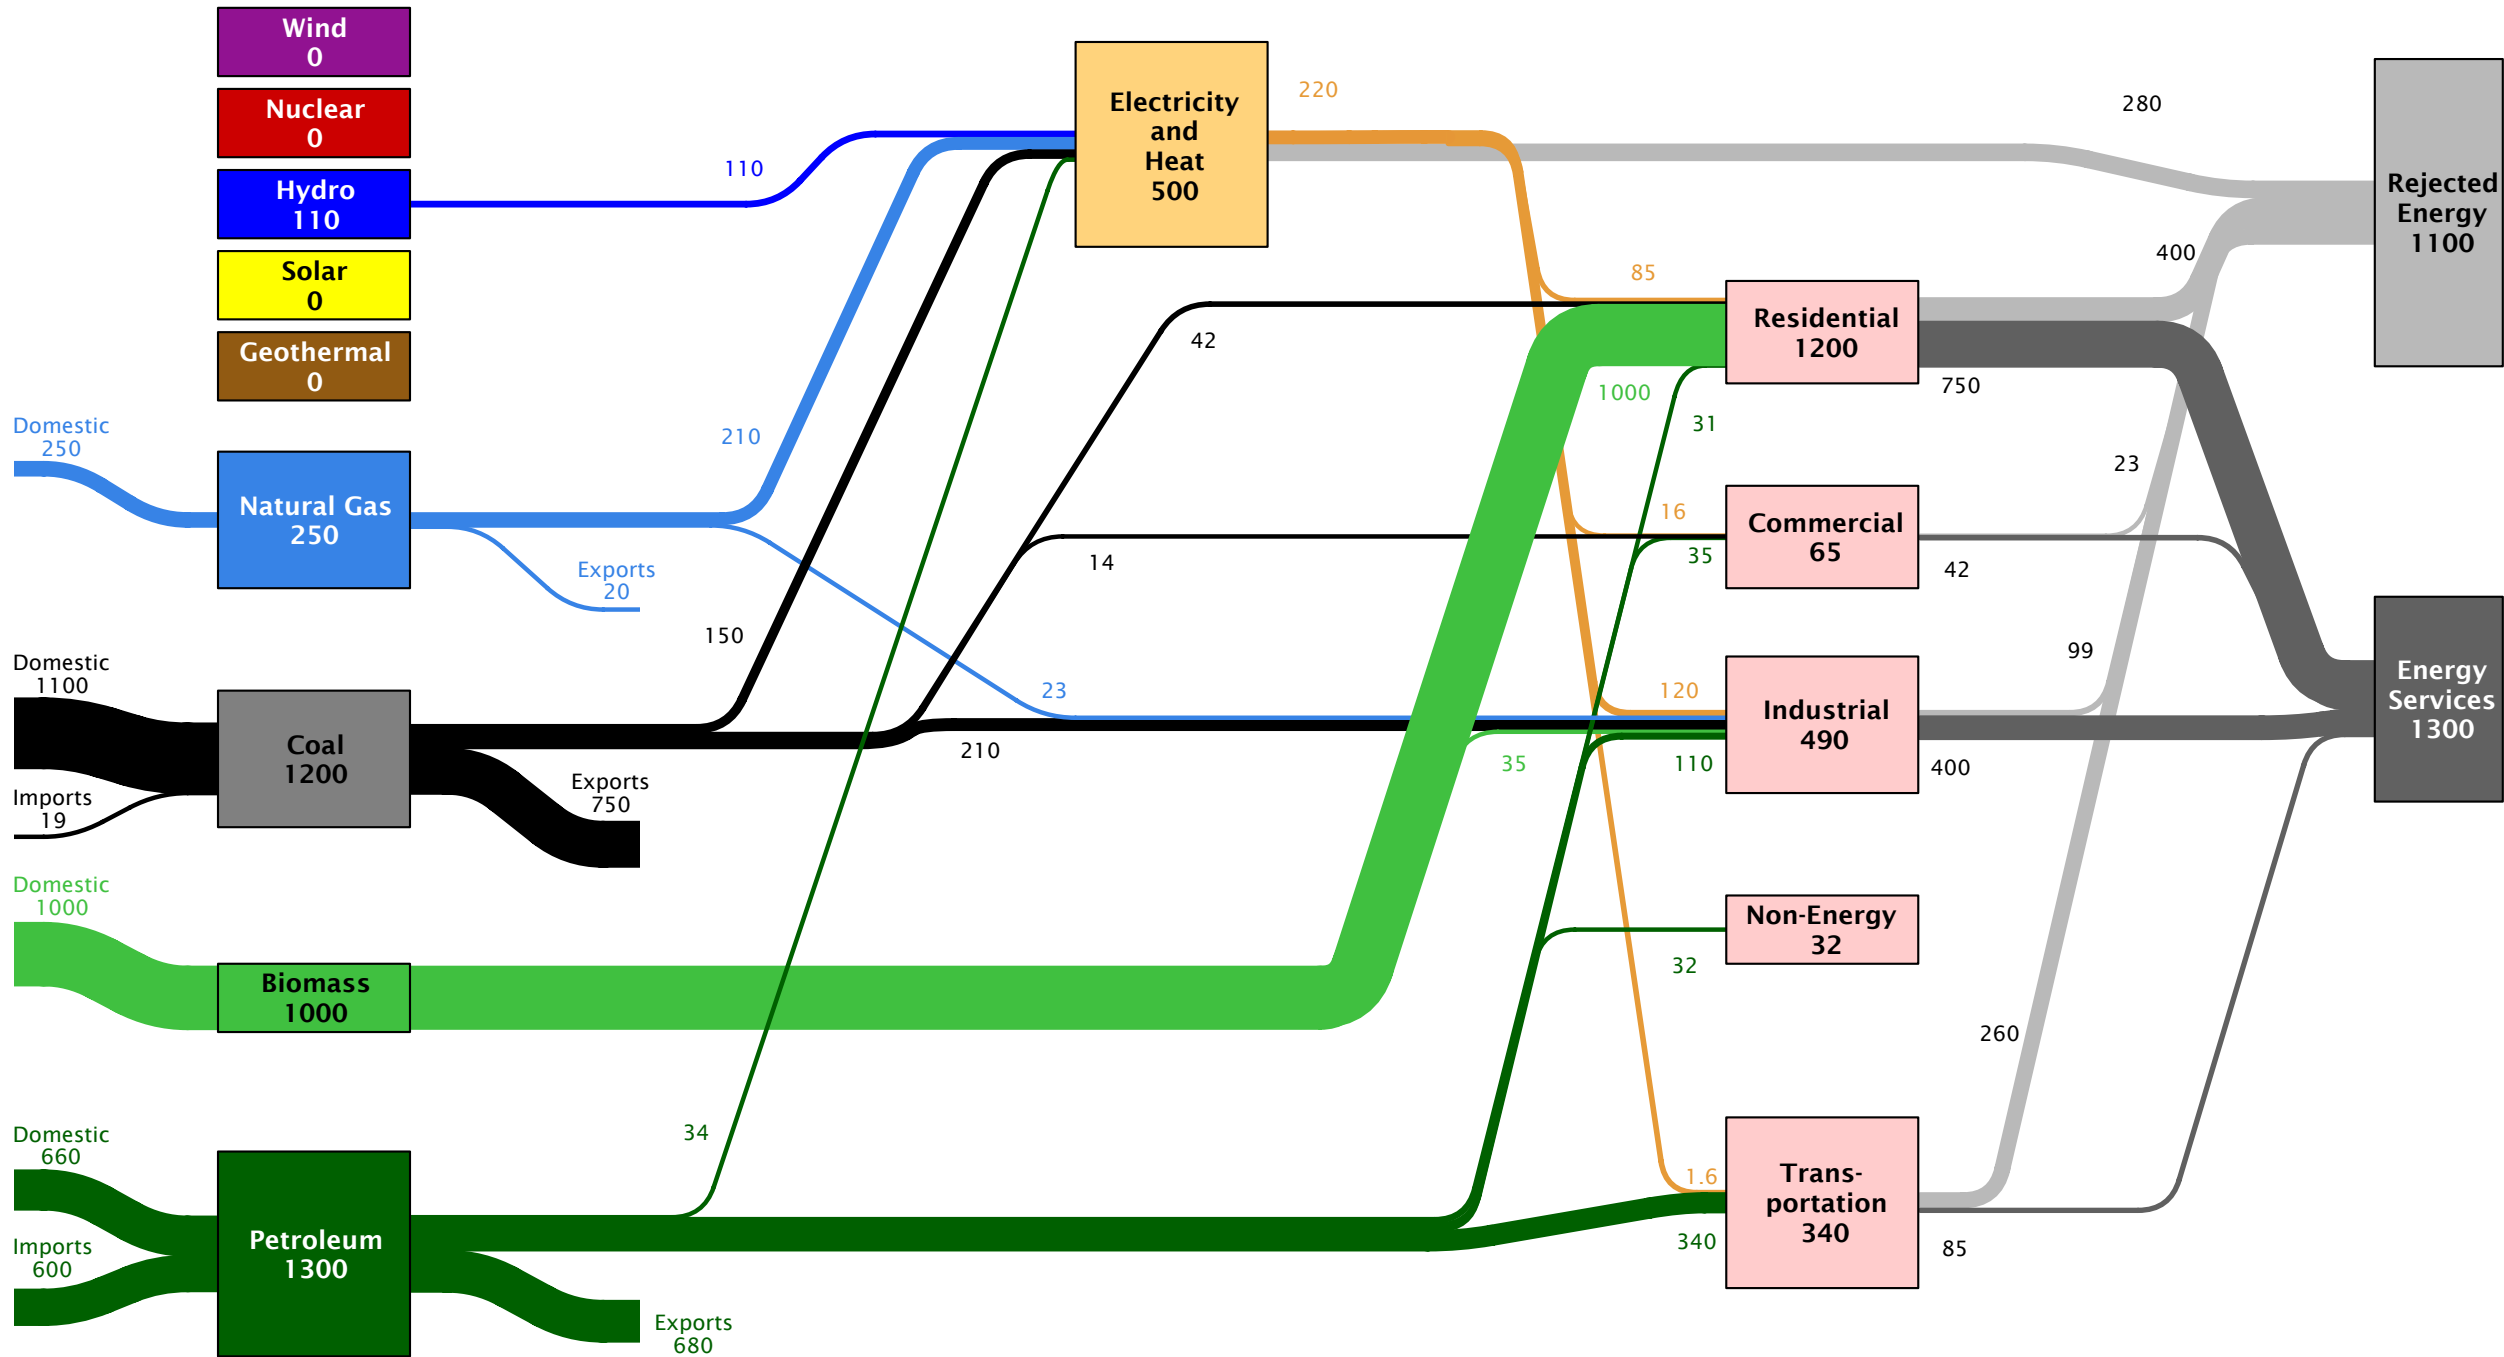 Wind
0
Nuclear
0
Hydro
110
Solar
0
Geothermal
0
Domestic
250
Natural Gas
250
Exports
20
Domestic
1100
Imports
19
Coal
1200
Exports
750
Domestic
1000
Biomass
1000
Domestic
660
Imports
600
Petroleum
1300
Exports
680
110
210
150
34
Electricity
and
Heat
500
220
42
14
23
210
85
1000
31
16
35
120
35
110
32
1.6
340
Residential
1200
Commercial
65
Industrial
490
Non-Energy
32
Trans-
portation
340
280
400
750
23
42
99
400
260
85
Rejected
Energy
1100
Energy
Services
1300